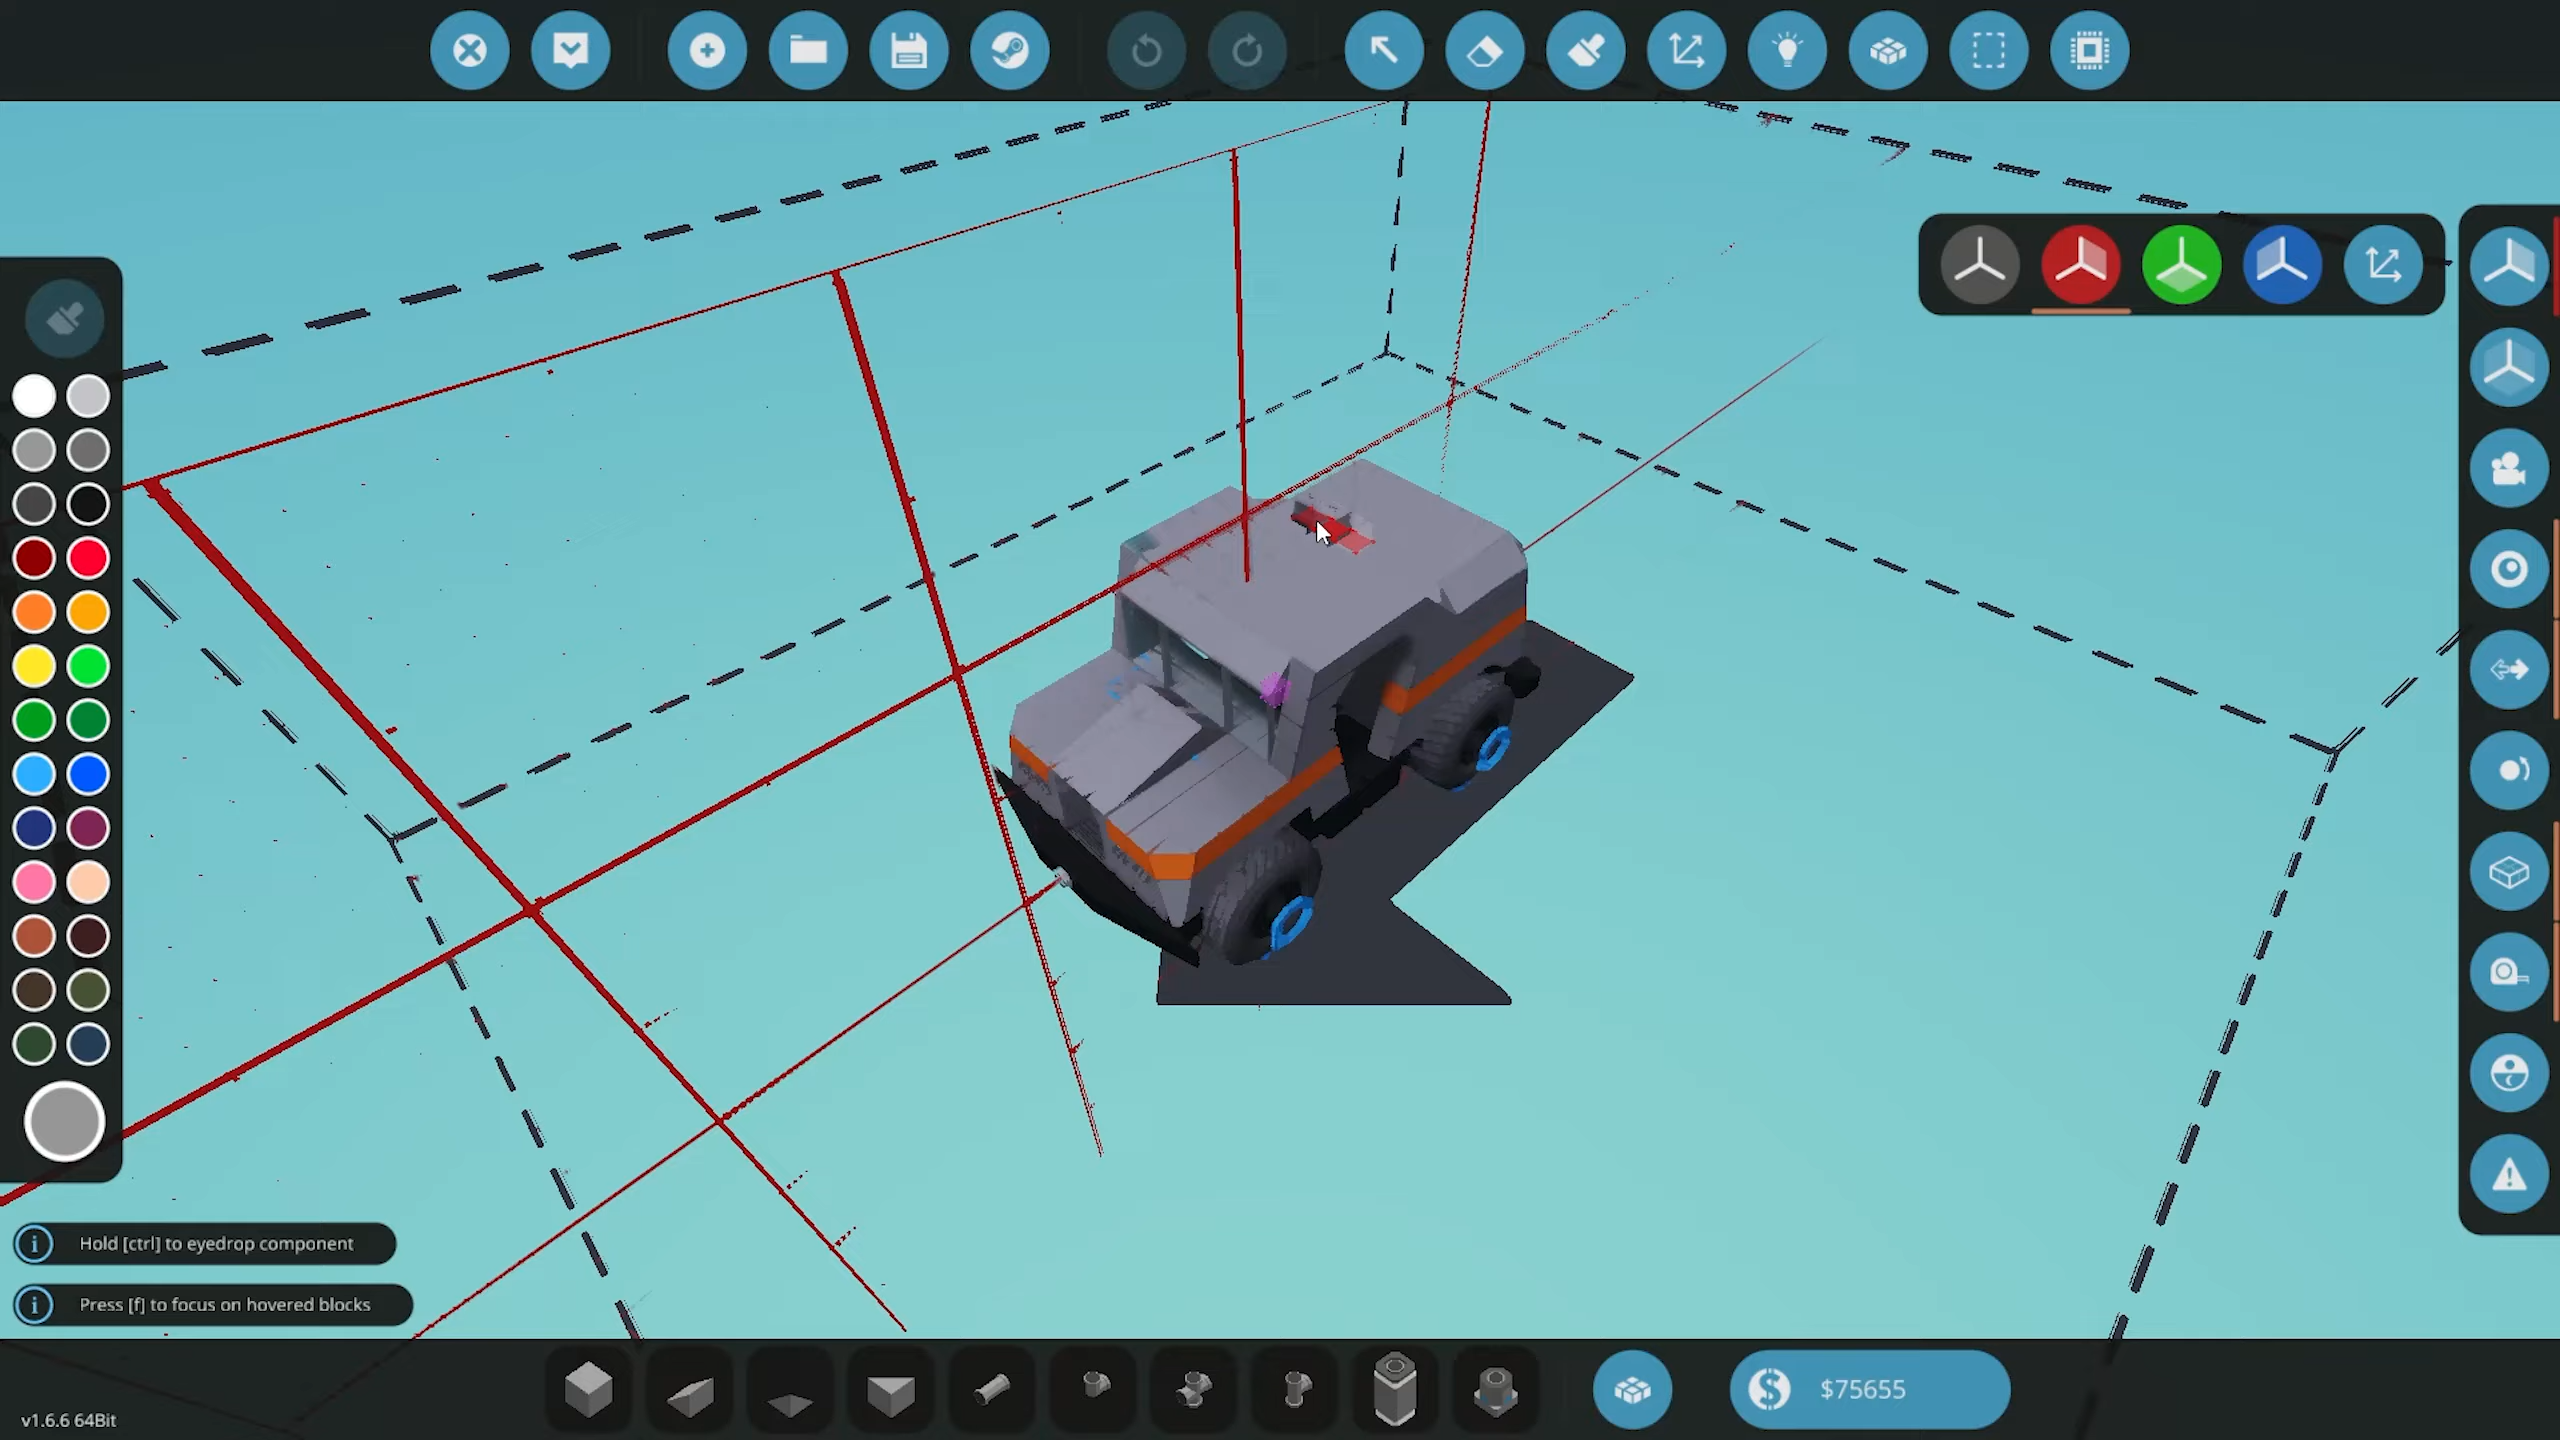 Hold [ctrl] to eyedrop component
Press [f] to focus on hovered blocks
$75655
v1.6.6 64Bit